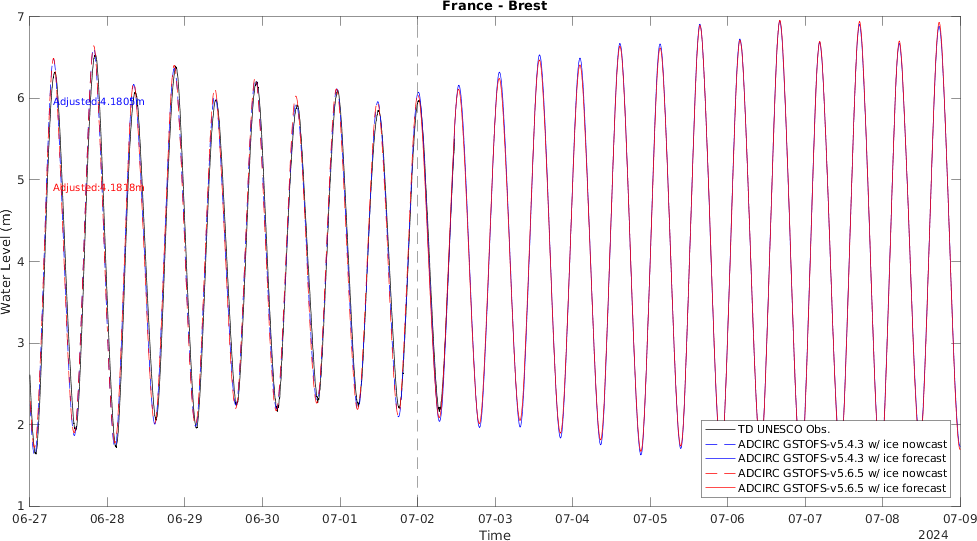 France - Brest
7
6
5
4
3
2
1
Water Level (m)
Adjusted:4.1805m
Adjusted:4.1818m
TD UNESCO Obs.
ADCIRC GSTOFS-v5.4.3 w/ ice nowcast
ADCIRC GSTOFS-v5.4.3 w/ ice forecast
ADCIRC GSTOFS-v5.6.5 w/ ice nowcast
ADCIRC GSTOFS-v5.6.5 w/ ice forecast
06-27 06-28 06-29 06-30 07-01 07-02 07-03 07-04 07-05 07-06 07-07 07-08 07-09
Time
2024